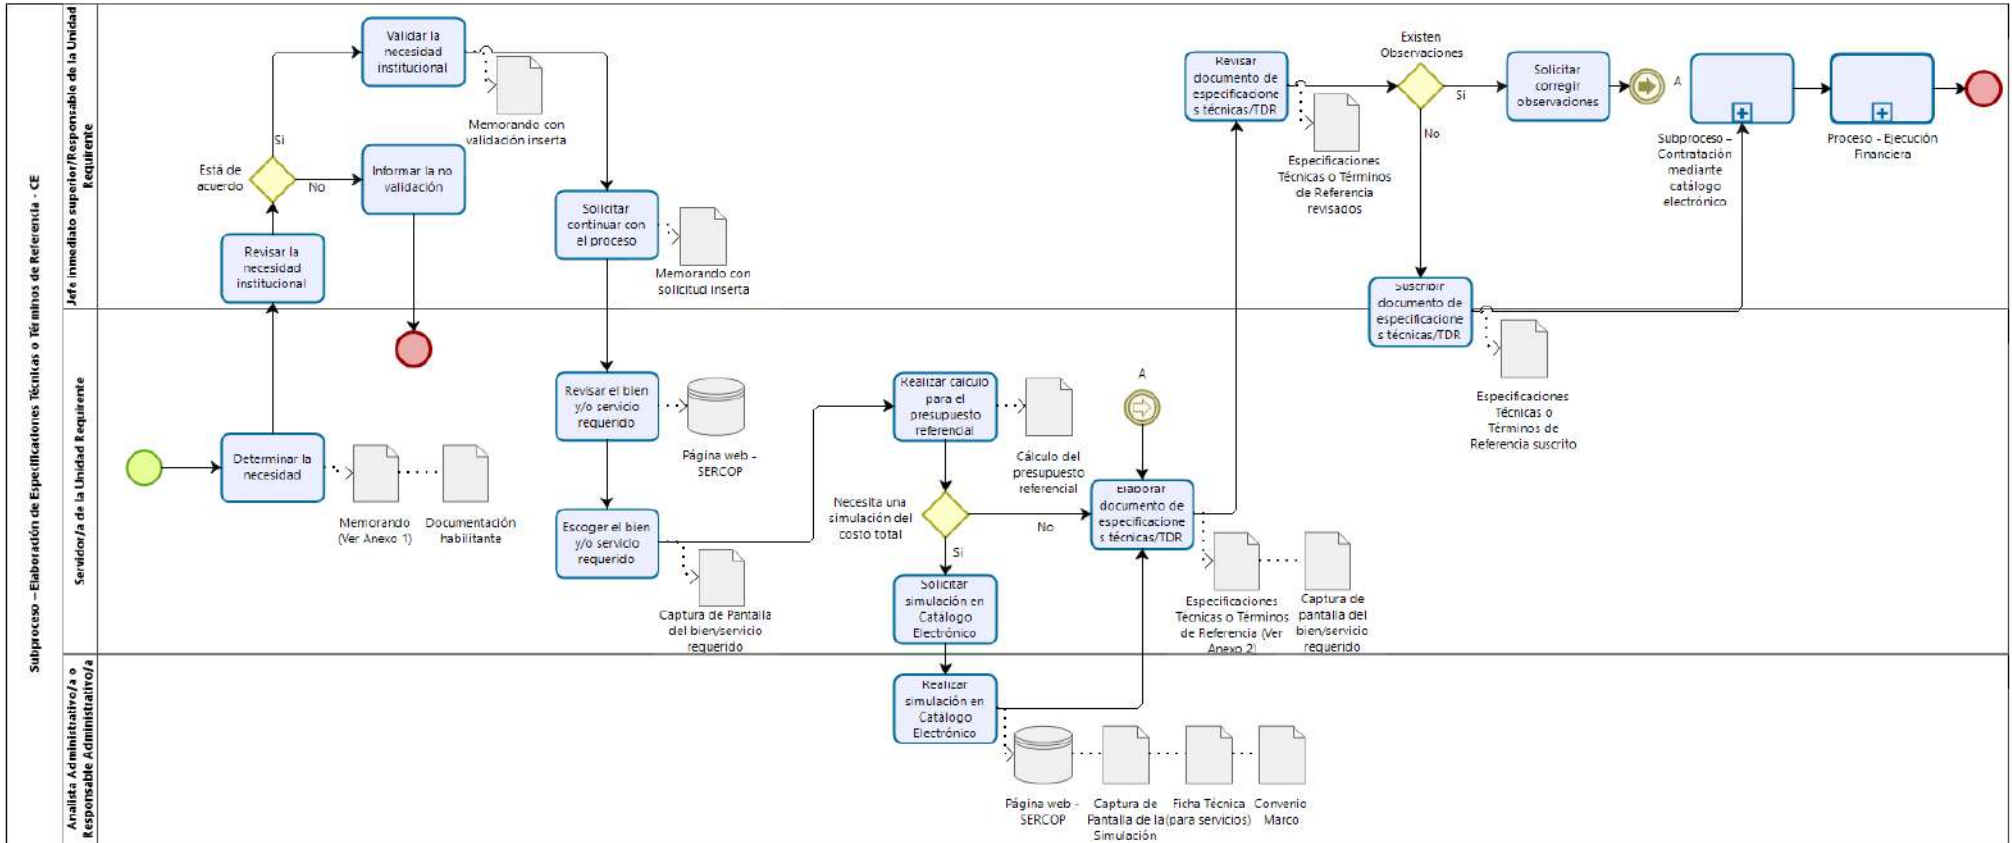 Subproceso – Elaboración de Especificaciones Técnicas o Términos de Referencia - CE
Jefe inmediato superior/Responsable de la Unidad
Requirente
Validar la
necesidad
institucional
Memorando con
validación inserta
Si
Está de
acuerdo
No
Informar la no
validación
Revisar la
necesidad
institucional
Solicitar
continuar con
el proceso
Memorando con
solicitud inserta
Revisar
documento de
especificacione
s técnicas/TDR
Especificaciones
Técnicas o Términos
de Referencia
revisados
Existen
Observaciones
Si
No
Solicitar
corregir
observaciones
A
Subproceso –
Contratación
mediante
catálogo
electrónico
Proceso - Ejecución
Financiera
Suscribir
documento de
especificacione
s técnicas/TDR
Especificaciones
Técnicas o
Términos de
Referencia suscrito
Servidor/a de la Unidad Requirente
Determinar la
necesidad
Memorando
(Ver Anexo 1)
Documentación
habilitante
Revisar el bien
y/o servicio
requerido
Página web -
SERCOP
Escoger el bien
y/o servicio
requerido
Captura de Pantalla
del bien/servicio
requerido
Realizar cálculo
para el
presupuesto
referencial
Cálculo del
presupuesto
referencial
Necesita una
simulación del
costo total
No
Si
A
Elaborar
documento de
especificacione
s técnicas/TDR
Especificaciones
Técnicas o Términos
de Referencia (Ver
Anexo 2)
Captura de
pantalla del
bien/servicio
requerido
Solicitar
simulación en
Catálogo
Electrónico
Analista Administrativo/a o
Responsable Administrativo/a
Realizar
simulación en
Catálogo
Electrónico
Página web -
SERCOP
Captura de
Pantalla de la
Simulación
Ficha Técnica
(para servicios)
Convenio
Marco